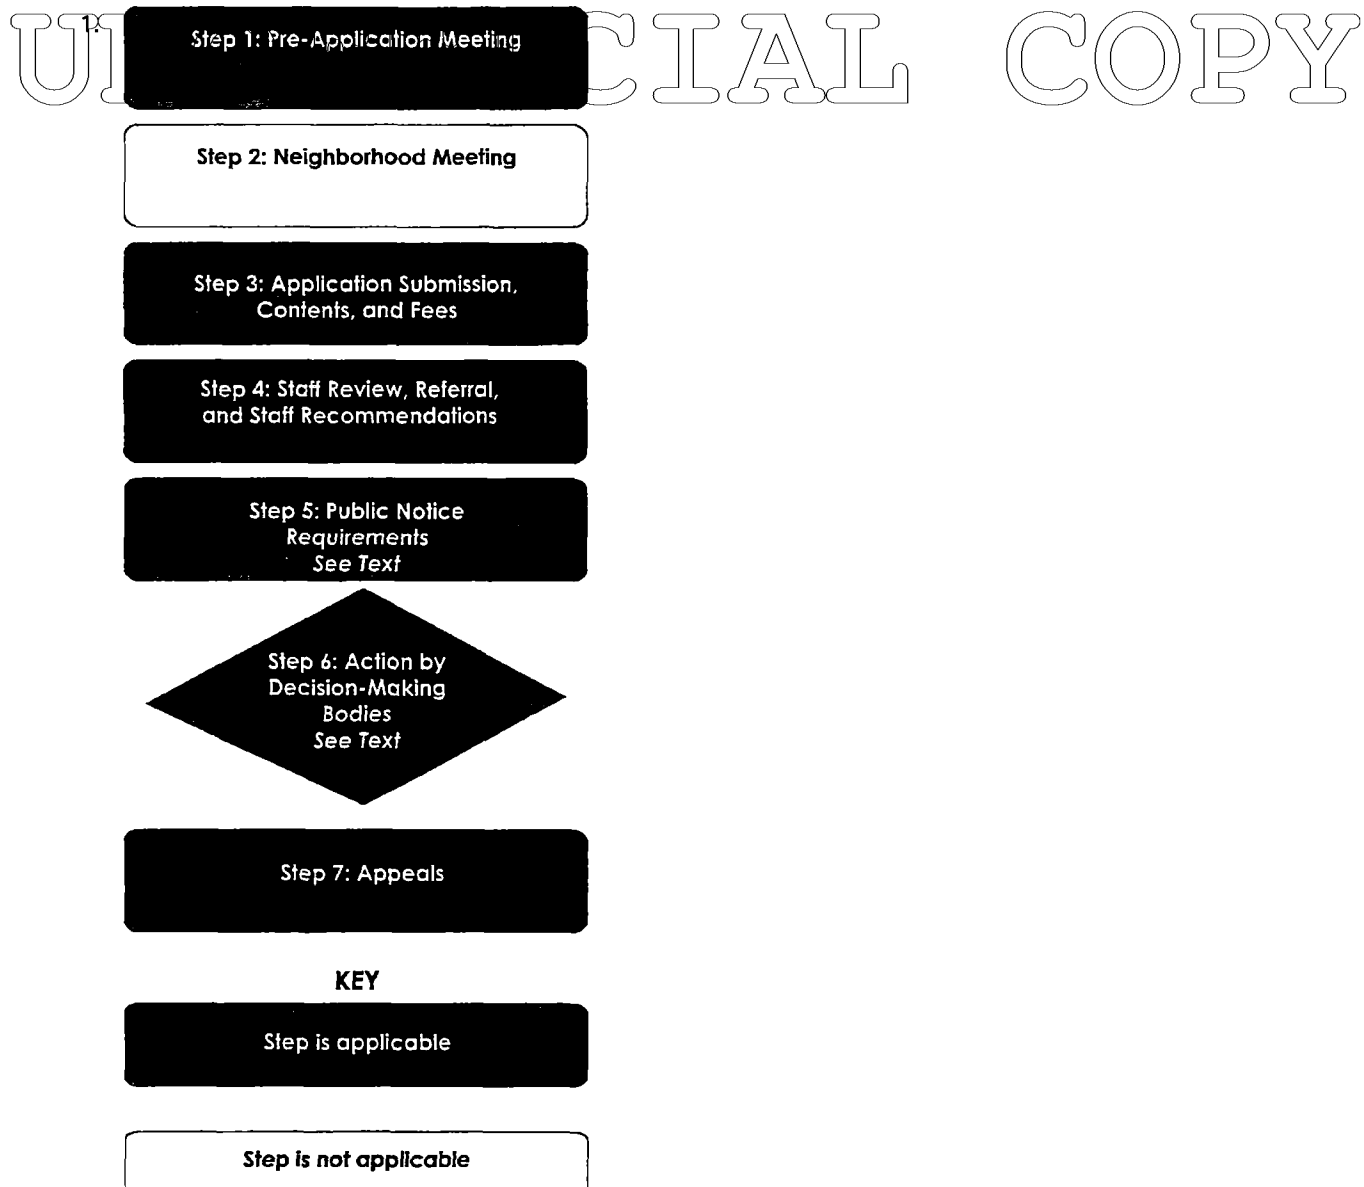 1.
CIAL COPY
Step 1: Pre-Application Meeting
Step 2: Neighborhood Meeting
Step 3: Application Submission,
Contents, and Fees
Step 4: Staff Review, Referral,
and Staff Recommendations
Step 5: Public Notice
Requirements
See Text
Step 6: Action by
Decision-Making
Bodies
See Text
Step 7: Appeals
KEY
Step is applicable
Step is not applicable